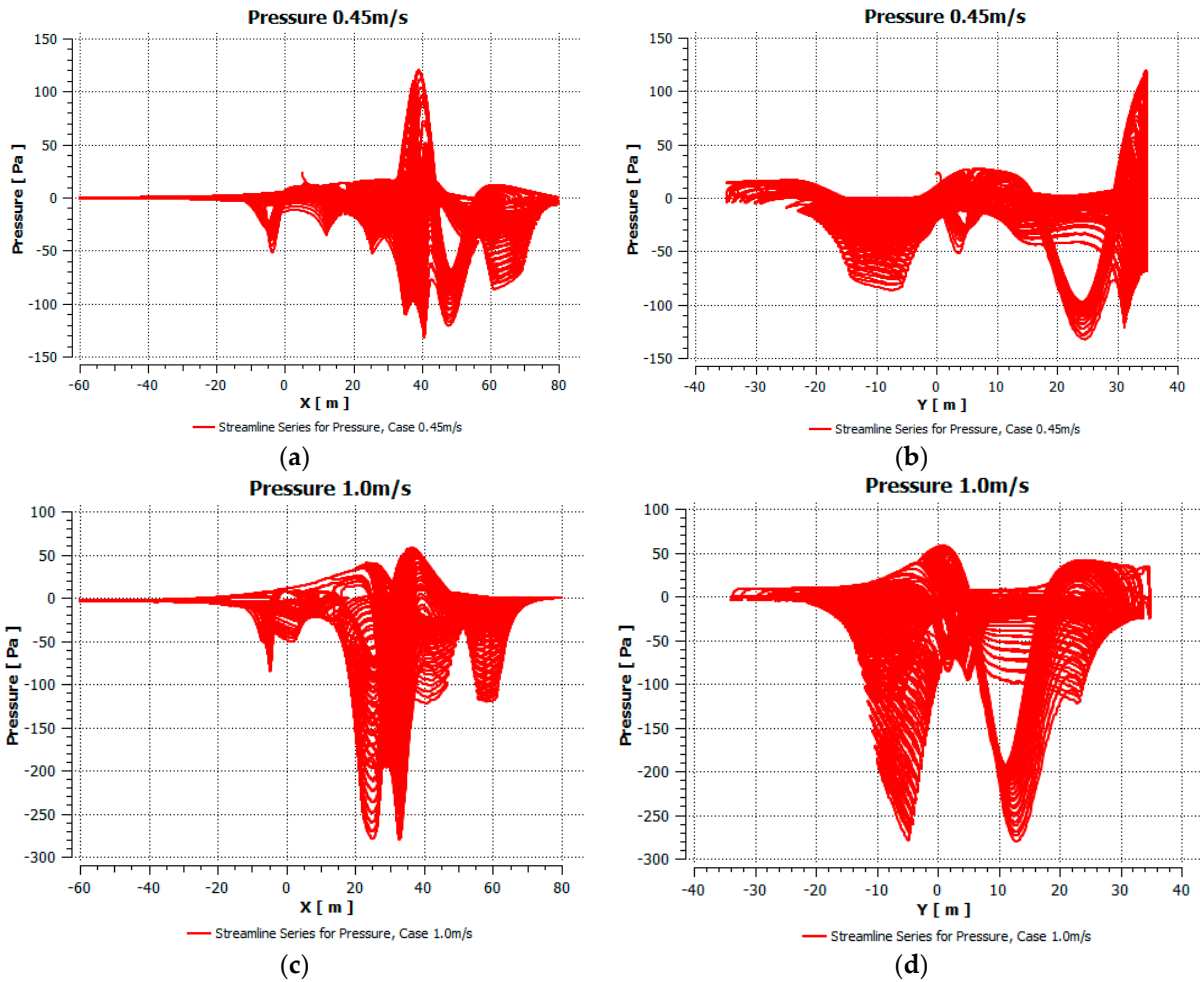 Pressure 0.45m/s
150
100
50
0
-50
-100
-150
Pressure [ Pa ]
-60 -40 -20 0 20 40 60 80
X [ m ]
Streamline Series for Pressure, Case 0.45m/s
(a)
Pressure 0.45m/s
150
100
50
0
-50
-100
-150
Pressure [ Pa ]
-40 -30 -20 -10 0 10 20 30 40
Y [ m ]
Streamline Series for Pressure, Case 0.45m/s
(b)
Pressure 1.0m/s
100
50
0
-50
-100
-150
-200
-250
-300
Pressure [ Pa ]
-60 -40 -20 0 20 40 60 80
X [ m ]
Streamline Series for Pressure, Case 1.0m/s
(c)
Pressure 1.0m/s
100
50
0
-50
-100
-150
-200
-250
-300
Pressure [ Pa ]
-40 -30 -20 -10 0 10 20 30 40
Y [ m ]
Streamline Series for Pressure, Case 1.0m/s
(d)